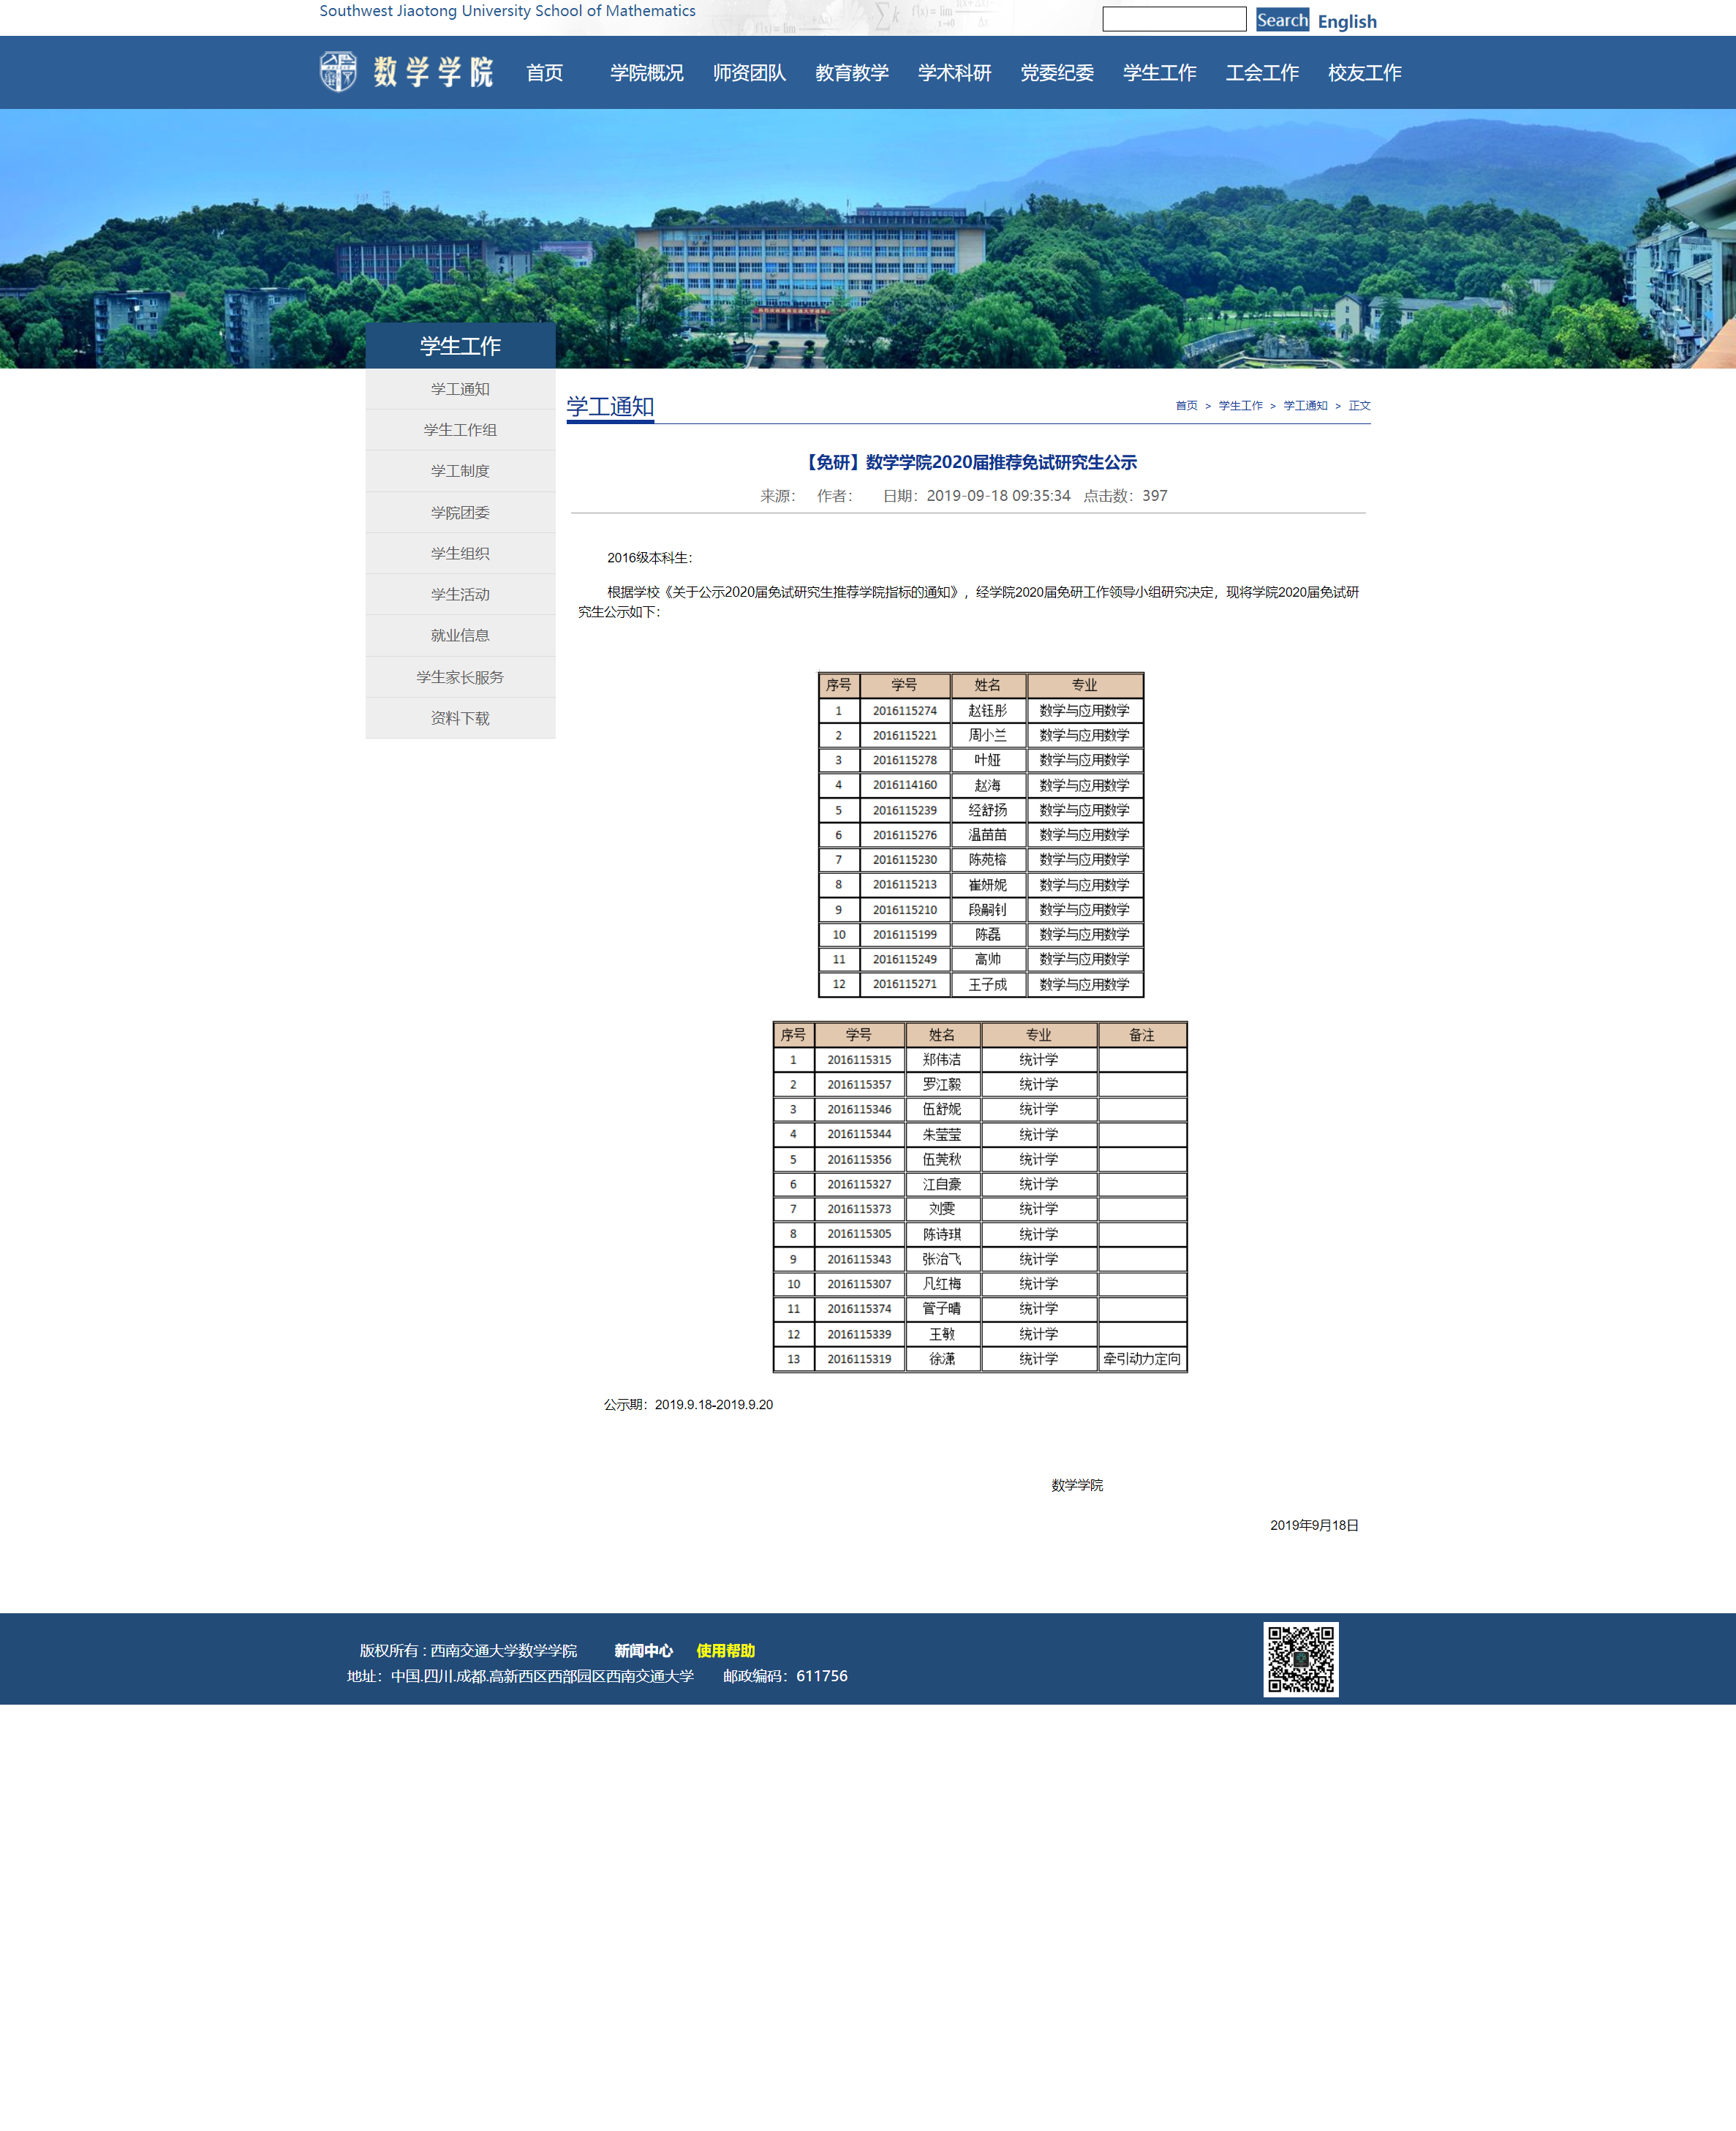 Southwest Jiaotong University School of Mathematics
Search English
数学学院 首页 学院概况 师资团队 教育教学 学术科研 党委纪委 学生工作 工会工作 校友工作
学生工作
学工通知
学生工作组
学工制度
学院团委
学生组织
学生活动
就业信息
学生家长服务
资料下载
学工通知
首页 > 学生工作 > 学工通知 > 正文
【免研】数学学院2020届推荐免试研究生公示
来源： 作者： 日期：2019-09-18 09:35:34 点击数：397
2016级本科生：
根据学校《关于公示2020届免试研究生推荐学院指标的通知》，经学院2020届免研工作领导小组研究决定，现将学院2020届免试研
究生公示如下：
序号 学号 姓名 专业
1 2016115274 赵钰彤 数学与应用数学
2 2016115221 周小兰 数学与应用数学
3 2016115278 叶娅 数学与应用数学
4 2016114160 赵海 数学与应用数学
5 2016115239 经舒扬 数学与应用数学
6 2016115276 温苗苗 数学与应用数学
7 2016115230 陈苑榕 数学与应用数学
8 2016115213 崔妍妮 数学与应用数学
9 2016115210 段嗣钊 数学与应用数学
10 2016115199 陈磊 数学与应用数学
11 2016115249 高帅 数学与应用数学
12 2016115271 王子成 数学与应用数学
序号 学号 姓名 专业 备注
1 2016115315 郑伟洁 统计学
2 2016115357 罗江毅 统计学
3 2016115346 伍舒妮 统计学
4 2016115344 朱莹莹 统计学
5 2016115356 伍莞秋 统计学
6 2016115327 江自豪 统计学
7 2016115373 刘雯 统计学
8 2016115305 陈诗琪 统计学
9 2016115343 张治飞 统计学
10 2016115307 凡红梅 统计学
11 2016115374 管子晴 统计学
12 2016115339 王敏 统计学
13 2016115319 徐潇 统计学 牵引动力定向
公示期：2019.9.18-2019.9.20
数学学院
2019年9月18日
版权所有 : 西南交通大学数学学院 新闻中心 使用帮助
地址：中国.四川.成都.高新西区西部园区西南交通大学 邮政编码：611756